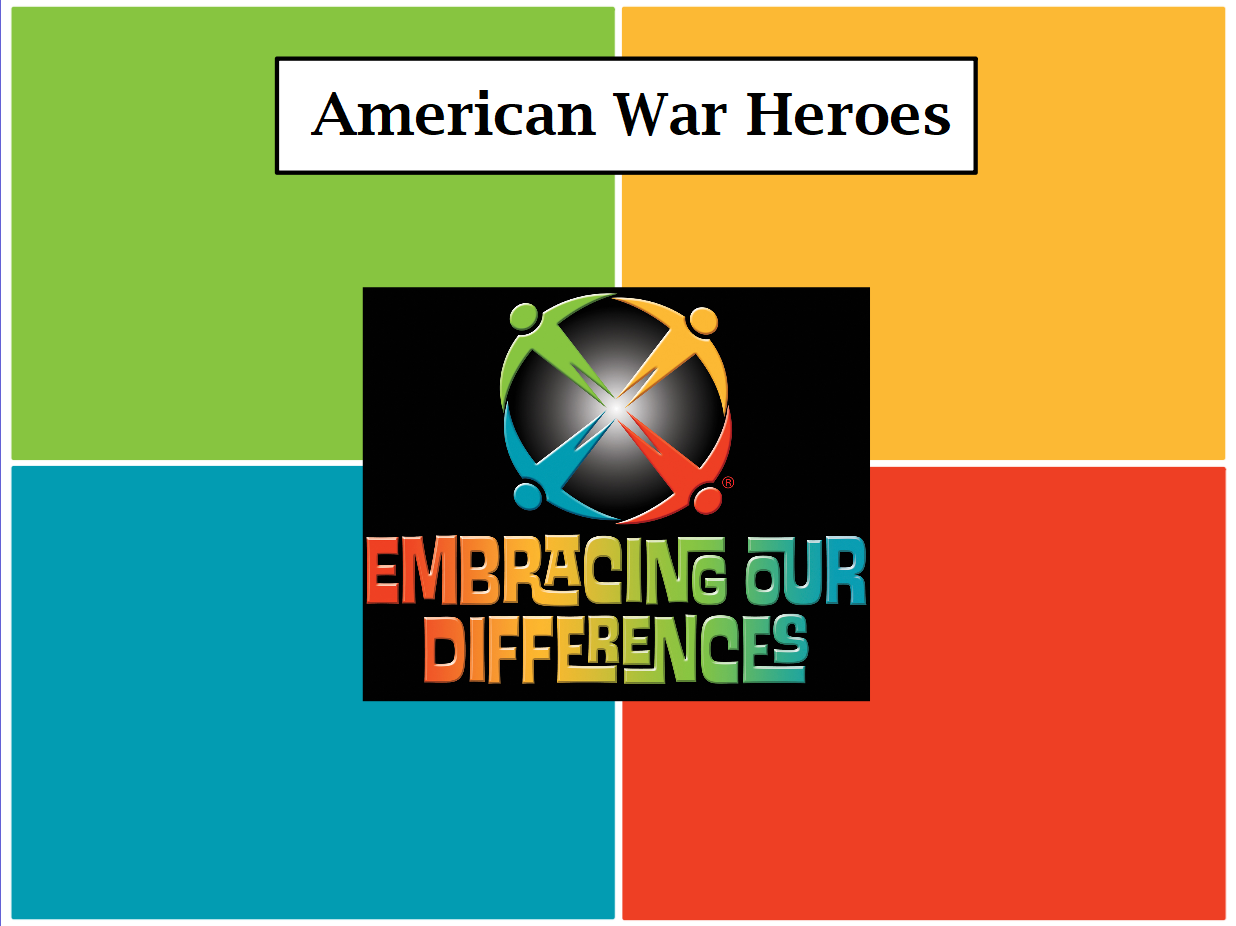 American War Heroes
®
EMBRACING OUR
DIFFERENCES